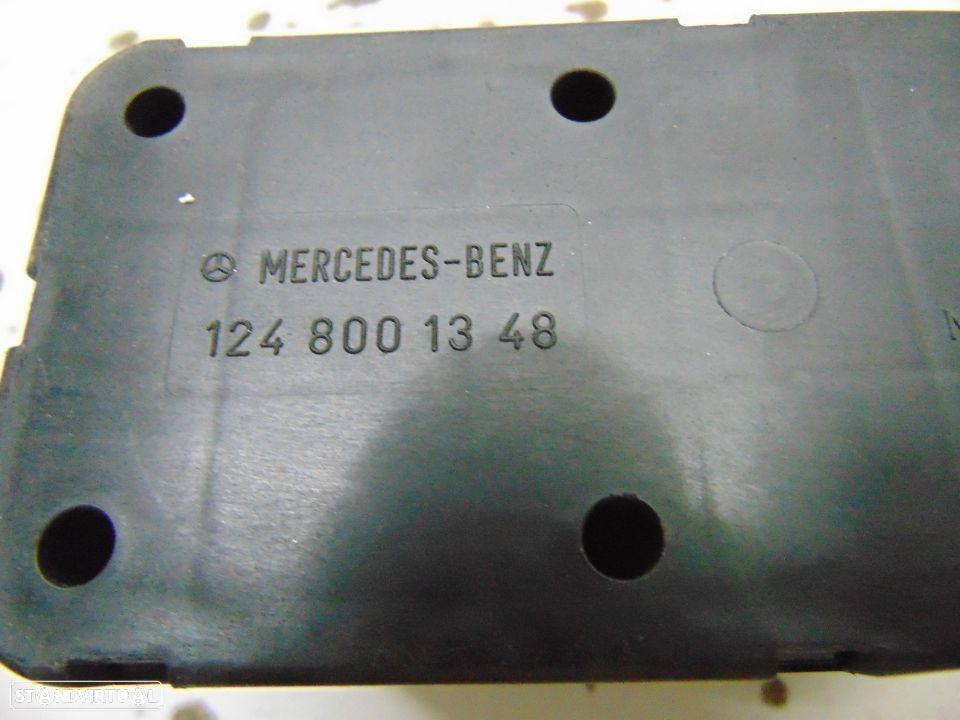 MERCEDES-BENZ
124 800 13 48
STANDVIRTUAL